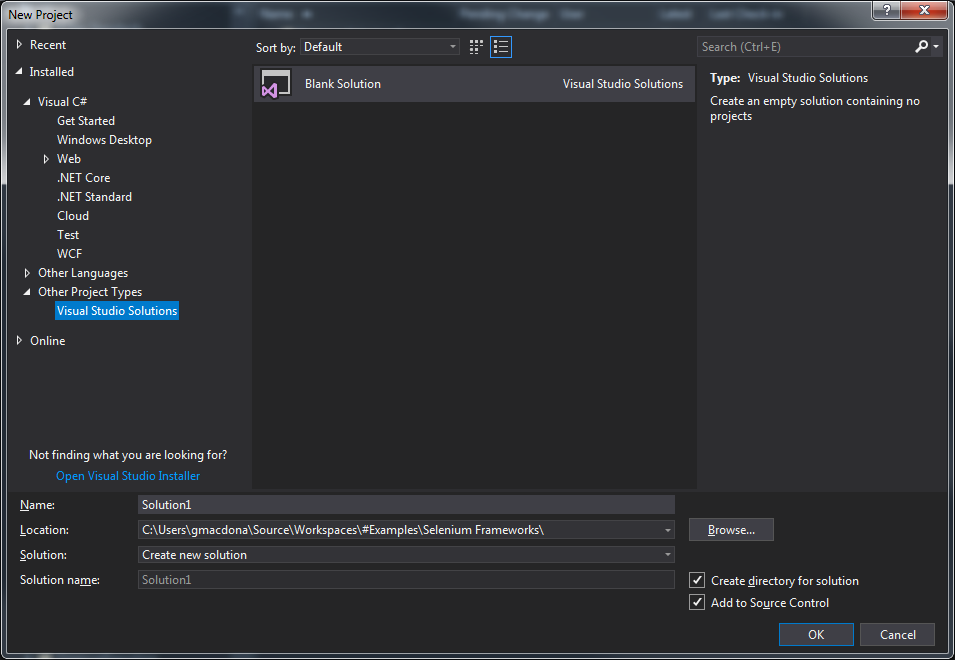 New Project
Recent
Installed
Visual C#
Get Started
Windows Desktop
Web
.NET Core
.NET Standard
Cloud
Test
WCF
Other Languages
Other Project Types
Visual Studio Solutions
Online
Not finding what you are looking for?
Open Visual Studio Installer
Sort by: Default
Blank Solution Visual Studio Solutions
Search (Ctrl+E)
Type: Visual Studio Solutions
Create an empty solution containing no
projects
Name: Solution1
Location: C:\Users\gmacdona\Source\Workspaces\#Examples\Selenium Frameworks\ Browse...
Solution: Create new solution
Solution name: Solution1
Create directory for solution
Add to Source Control
OK Cancel